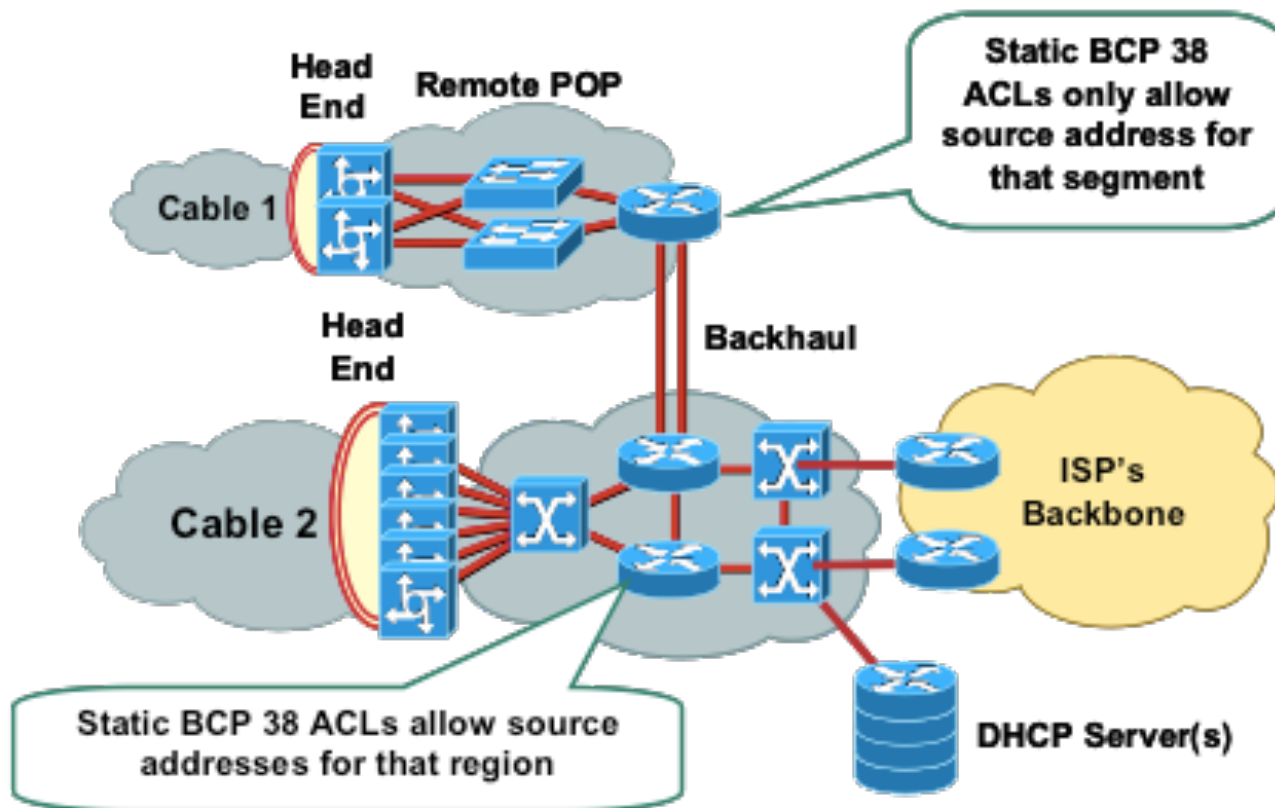 Head
End
Remote POP
Static BCP 38
ACLs only allow
source address for
that segment
Cable 1
Head
End
Backhaul
Cable 2
ISP's
Backbone
Static BCP 38 ACLs allow source
addresses for that region
DHCP Server(s)